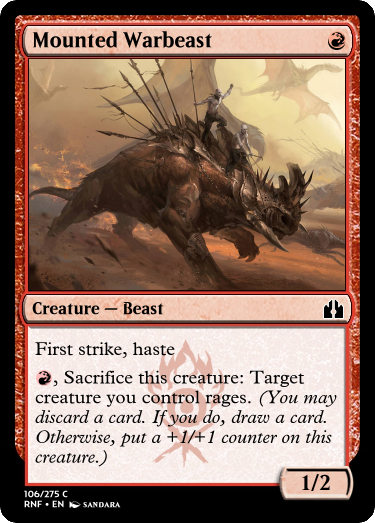 Mounted Warbeast
Creature — Beast
First strike, haste
, Sacrifice this creature: Target
creature you control rages. (You may
discard a card. If you do, draw a card.
Otherwise, put a +1/+1 counter on this
creature.)
1/2
106/275 C
RNF • EN SANDARA